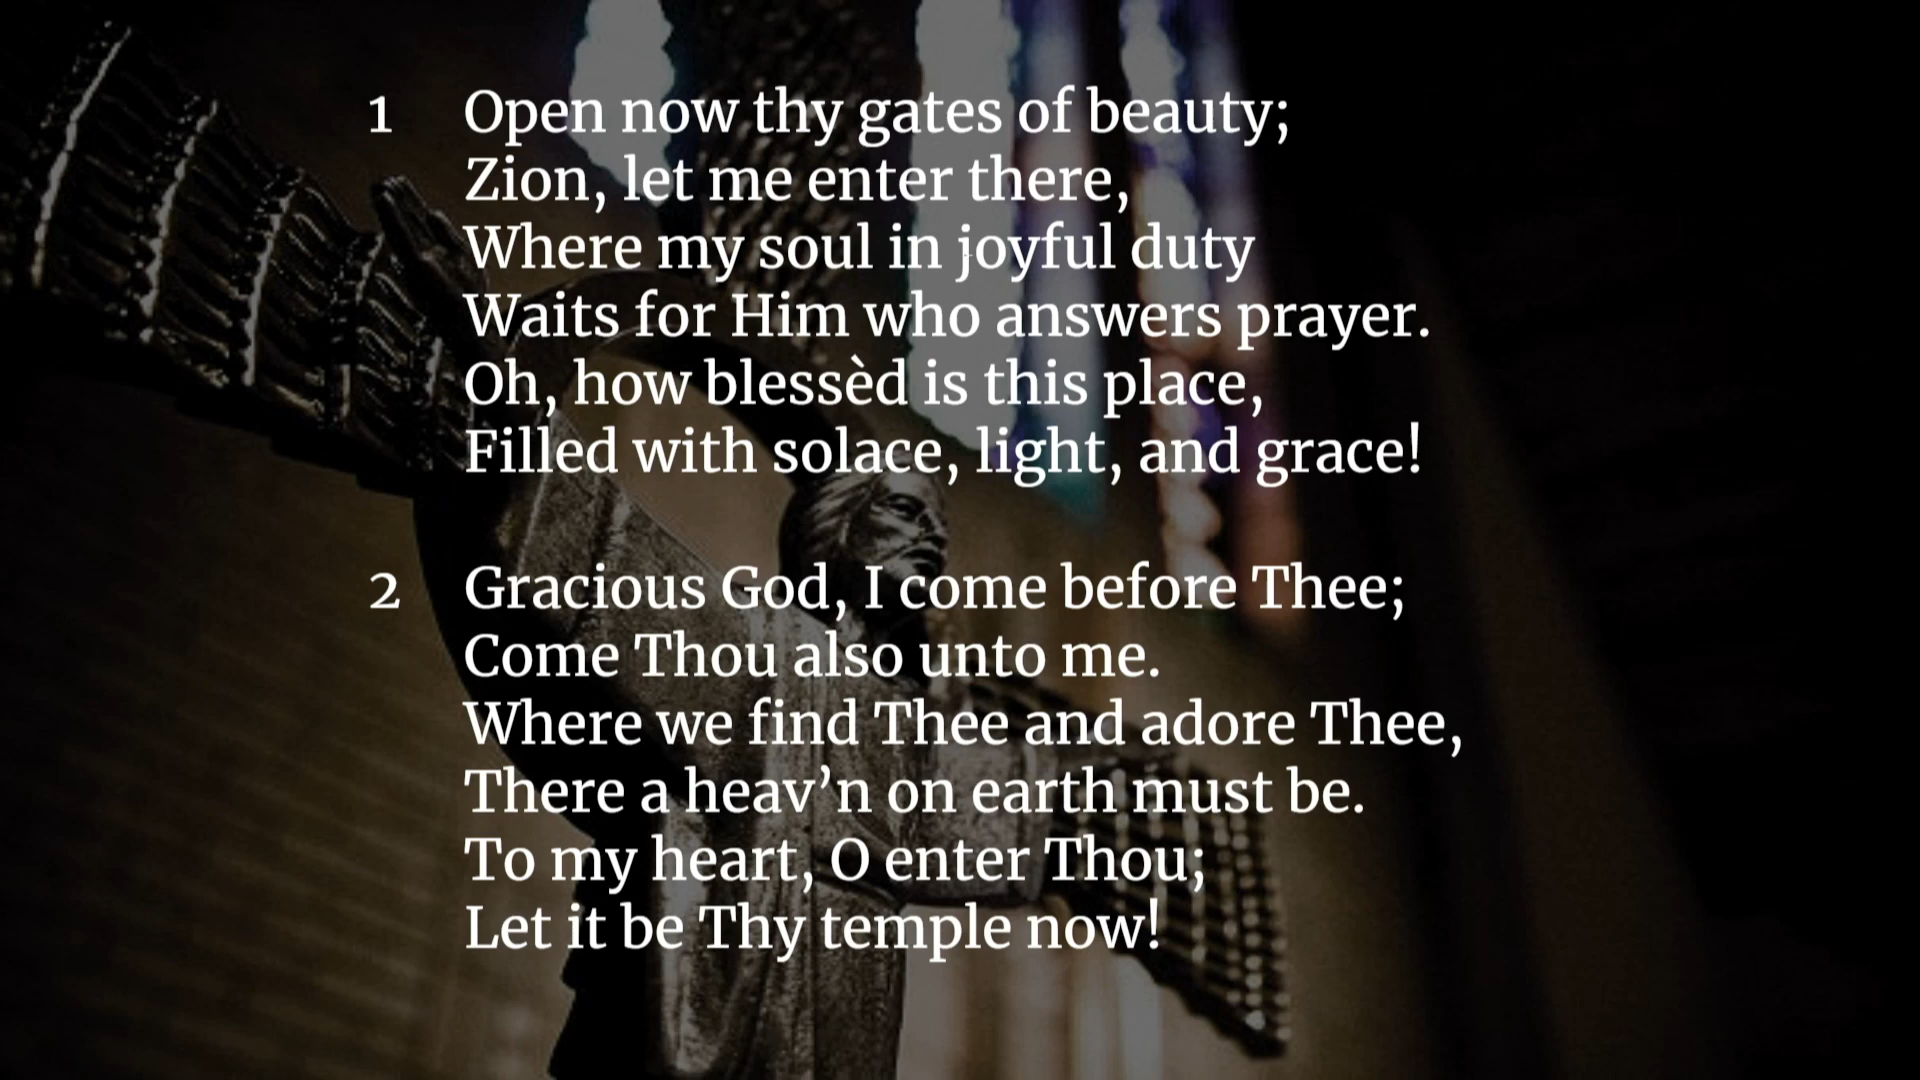 1 Open now thy gates of beauty;
Zion, let me enter there,
Where my soul in joyful duty
Waits for Him who answers prayer.
Oh, how blessèd is this place,
Filled with solace, light, and grace!
2 Gracious God, I come before Thee;
Come Thou also unto me.
Where we find Thee and adore Thee,
There a heav’n on earth must be.
To my heart, O enter Thou;
Let it be Thy temple now!